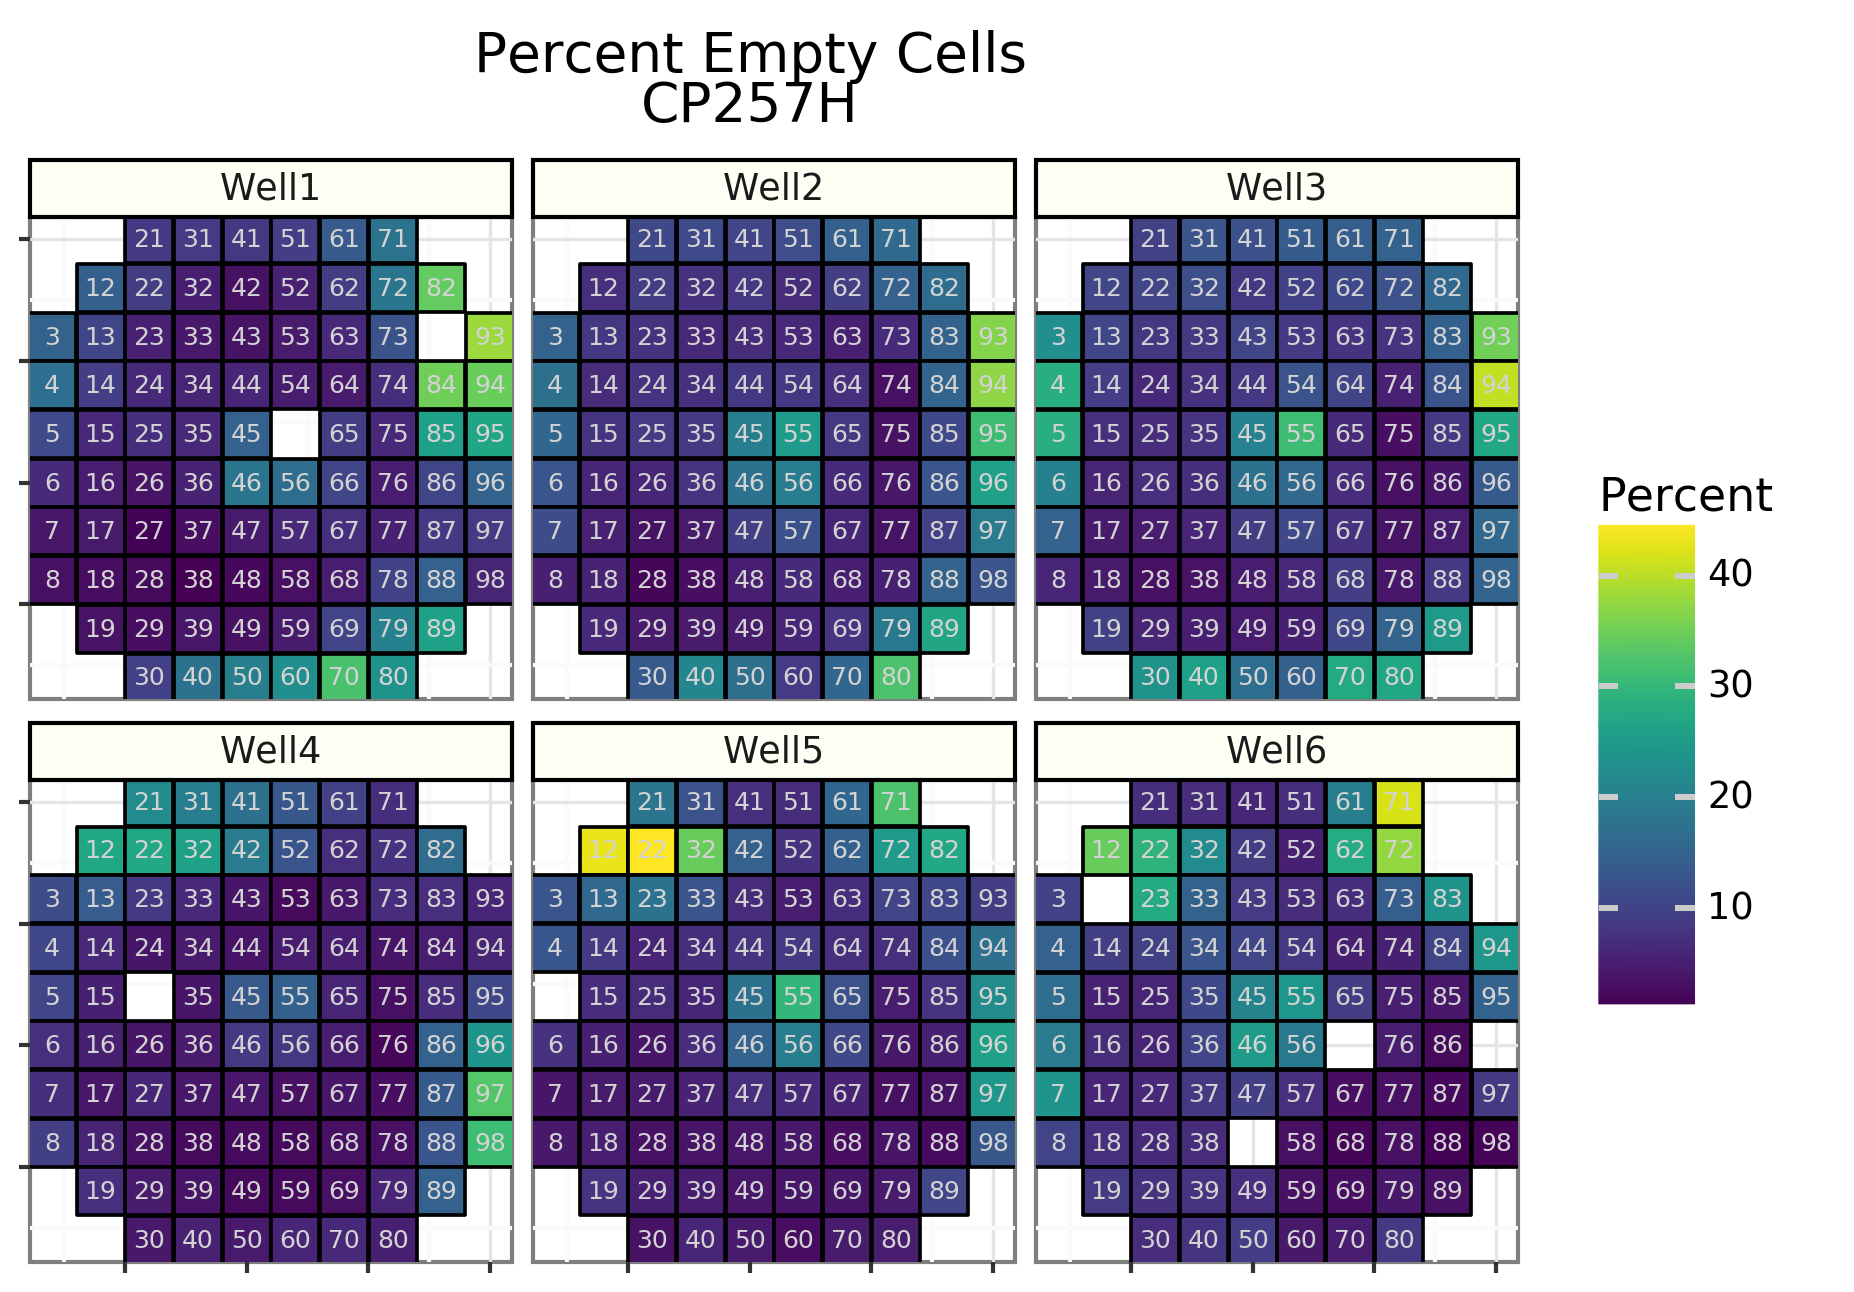 Percent Empty Cells
CP257H
Well1 Well2 Well3
21 31 41 51 61 71 21 31 41 51 61 71 21 31 41 51 61 71
12 22 32 42 52 62 72 82 12 22 32 42 52 62 72 82 12 22 32 42 52 62 72 82
3 13 23 33 43 53 63 73 93 3 13 23 33 43 53 63 73 83 93 3 13 23 33 43 53 63 73 83 93
4 14 24 34 44 54 64 74 84 94 4 14 24 34 44 54 64 74 84 94 4 14 24 34 44 54 64 74 84 94
5 15 25 35 45 65 75 85 95 5 15 25 35 45 55 65 75 85 95 5 15 25 35 45 55 65 75 85 95
6 16 26 36 46 56 66 76 86 96 6 16 26 36 46 56 66 76 86 96 6 16 26 36 46 56 66 76 86 96
7 17 27 37 47 57 67 77 87 97 7 17 27 37 47 57 67 77 87 97 7 17 27 37 47 57 67 77 87 97
8 18 28 38 48 58 68 78 88 98 8 18 28 38 48 58 68 78 88 98 8 18 28 38 48 58 68 78 88 98
19 29 39 49 59 69 79 89 19 29 39 49 59 69 79 89 19 29 39 49 59 69 79 89
30 40 50 60 70 80 30 40 50 60 70 80 30 40 50 60 70 80
Well4 Well5 Well6
21 31 41 51 61 71 21 31 41 51 61 71 21 31 41 51 61 71
12 22 32 42 52 62 72 82 12 22 32 42 52 62 72 82 12 22 32 42 52 62 72
3 13 23 33 43 53 63 73 83 93 3 13 23 33 43 53 63 73 83 93 3 23 33 43 53 63 73 83
4 14 24 34 44 54 64 74 84 94 4 14 24 34 44 54 64 74 84 94 4 14 24 34 44 54 64 74 84 94
5 15 35 45 55 65 75 85 95 15 25 35 45 55 65 75 85 95 5 15 25 35 45 55 65 75 85 95
6 16 26 36 46 56 66 76 86 96 6 16 26 36 46 56 66 76 86 96 6 16 26 36 46 56 76 86
7 17 27 37 47 57 67 77 87 97 7 17 27 37 47 57 67 77 87 97 7 17 27 37 47 57 67 77 87 97
8 18 28 38 48 58 68 78 88 98 8 18 28 38 48 58 68 78 88 98 8 18 28 38 58 68 78 88 98
19 29 39 49 59 69 79 89 19 29 39 49 59 69 79 89 19 29 39 49 59 69 79 89
30 40 50 60 70 80 30 40 50 60 70 80 30 40 50 60 70 80
Percent
40
30
20
10